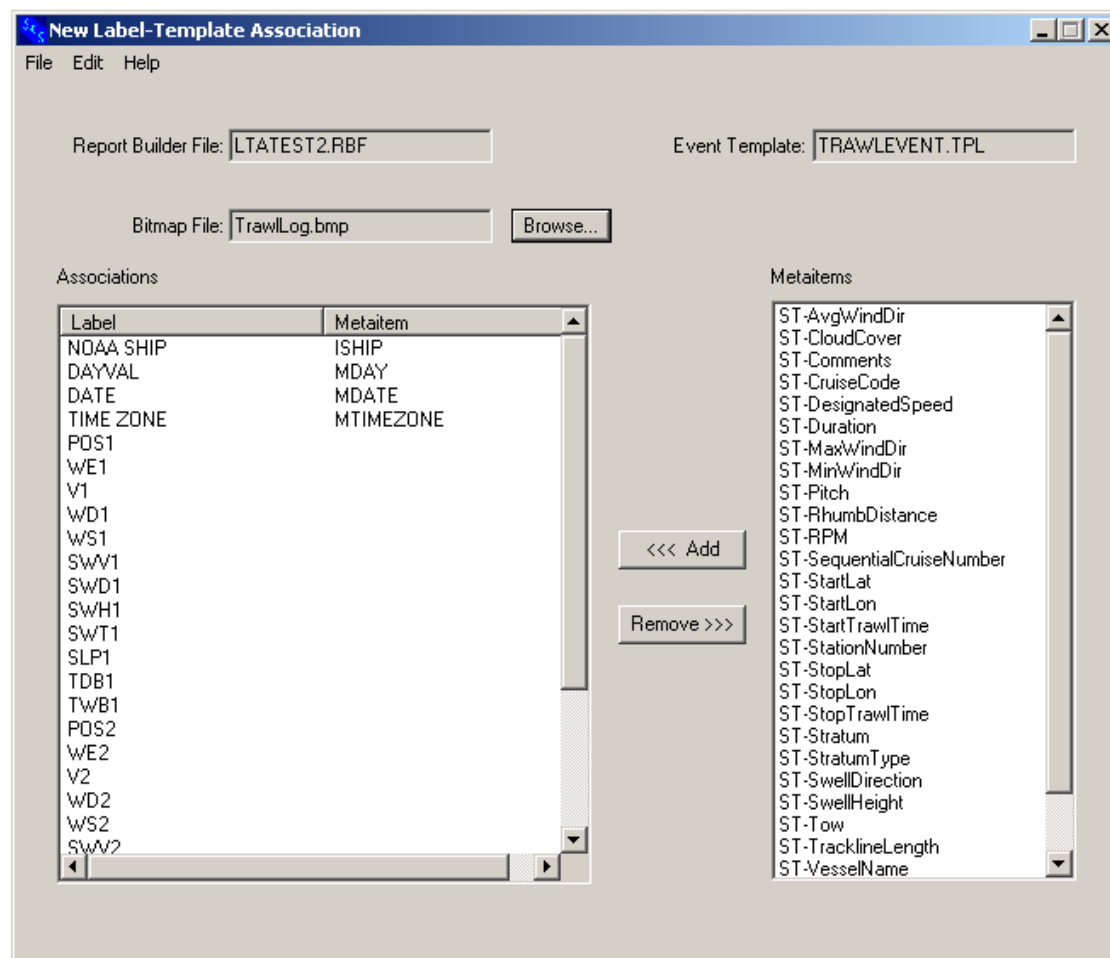 SCS New Label-Template Association
File Edit Help
Report Builder File: LTATEST2.RBF Event Template: TRAWLEVENT.TPL
Bitmap File: TrawlLog.bmp Browse...
Associations
Label Metaitem
NOAA SHIP ISHIP
DAYVAL MDAY
DATE MDATE
TIME ZONE MTIMEZONE
POS1
WE1
V1
WD1
WS1
SWV1
SWD1
SWH1
SWT1
SLP1
TDB1
TWB1
POS2
WE2
V2
WD2
WS2
SWV2
<<< Add
Remove >>>
Metaitems
ST-AvgWindDir
ST-CloudCover
ST-Comments
ST-CruiseCode
ST-DesignatedSpeed
ST-Duration
ST-MaxWindDir
ST-MinWindDir
ST-Pitch
ST-RhumbDistance
ST-RPM
ST-SequentialCruiseNumber
ST-StartLat
ST-StartLon
ST-StartTrawlTime
ST-StationNumber
ST-StopLat
ST-StopLon
ST-StopTrawlTime
ST-Stratum
ST-StratumType
ST-SwellDirection
ST-SwellHeight
ST-Tow
ST-TracklineLength
ST-VesselName